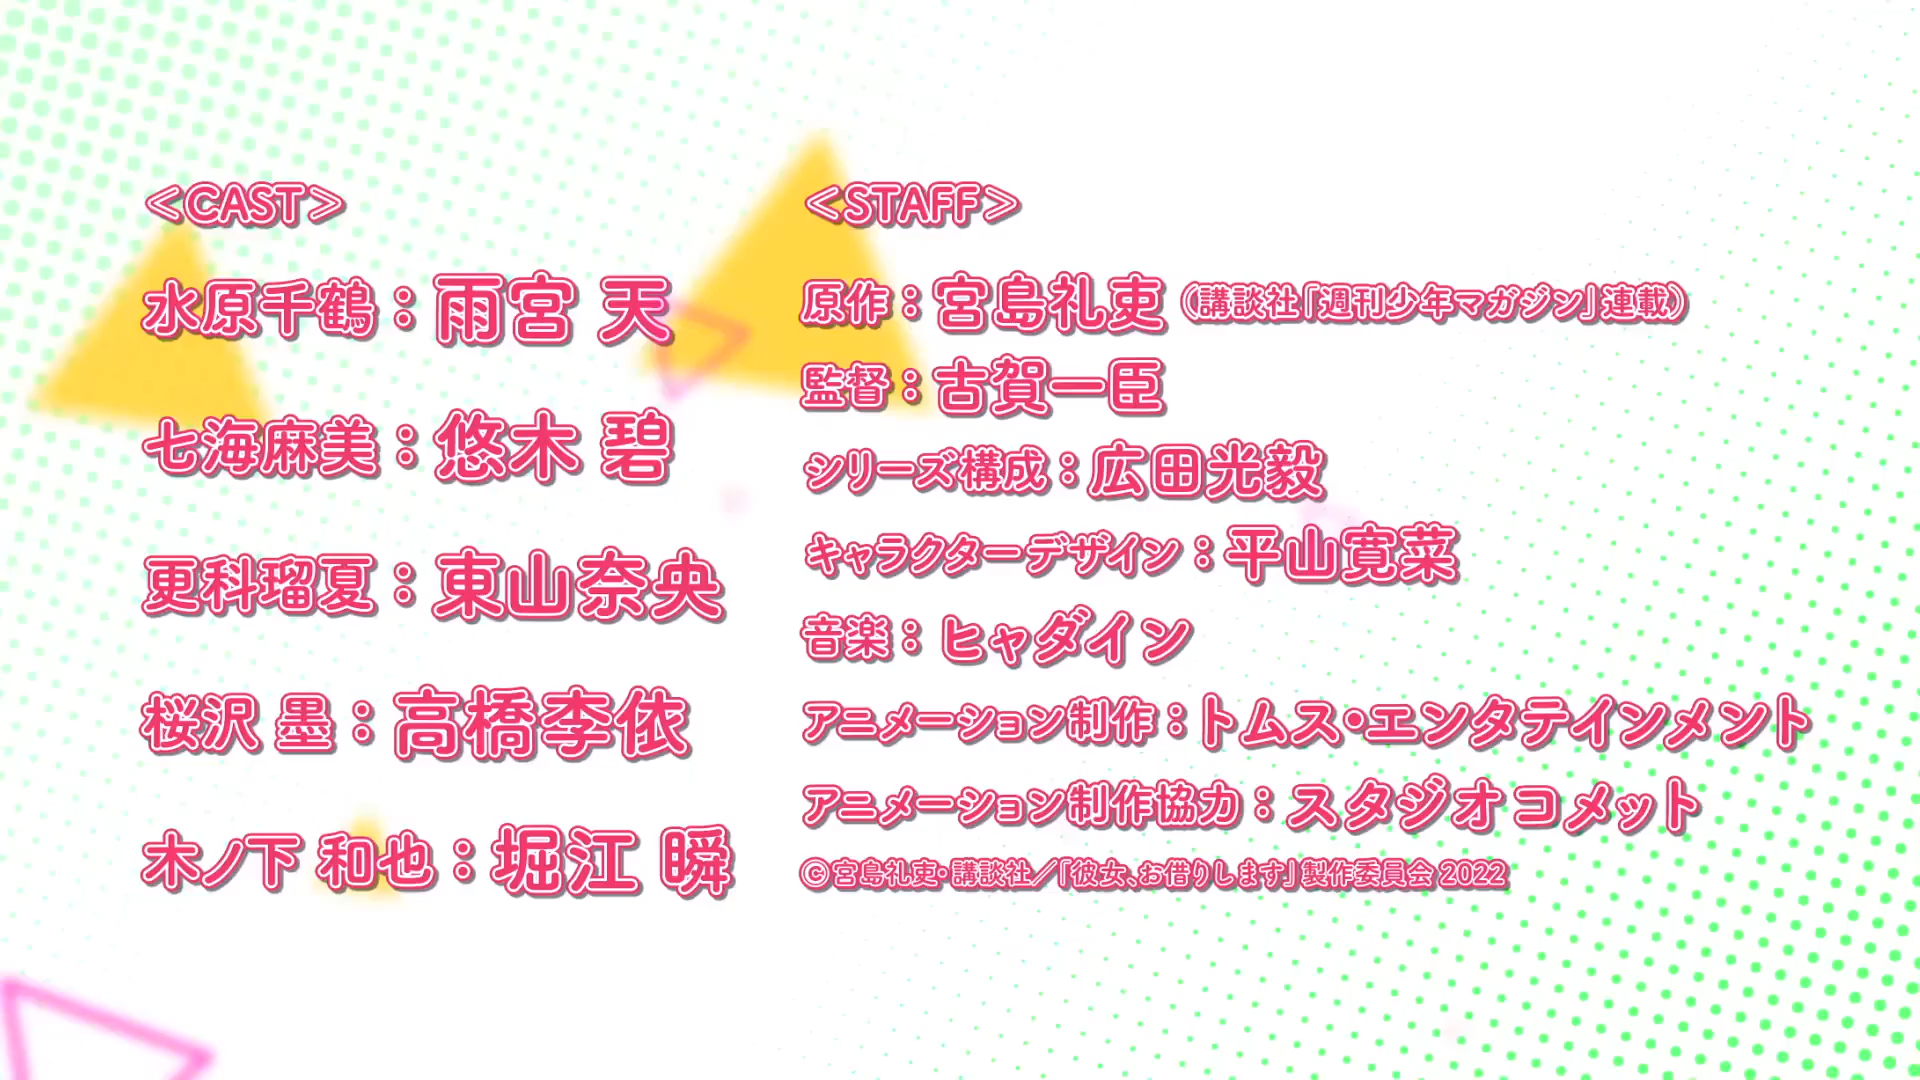 ＜CAST＞
水原千鶴：雨宮 天
七海麻美：悠木 碧
更科瑠夏：東山奈央
桜沢 墨：高橋李依
木ノ下 和也：堀江 瞬
＜STAFF＞
原作：宮島礼吏（講談社「週刊少年マガジン」連載）
監督：古賀一臣
シリーズ構成：広田光毅
キャラクターデザイン：平山寛菜
音楽：ヒャダイン
アニメーション制作：トムス・エンタテインメント
アニメーション制作協力：スタジオコメット
©宮島礼吏・講談社／「彼女、お借りします」製作委員会 2022